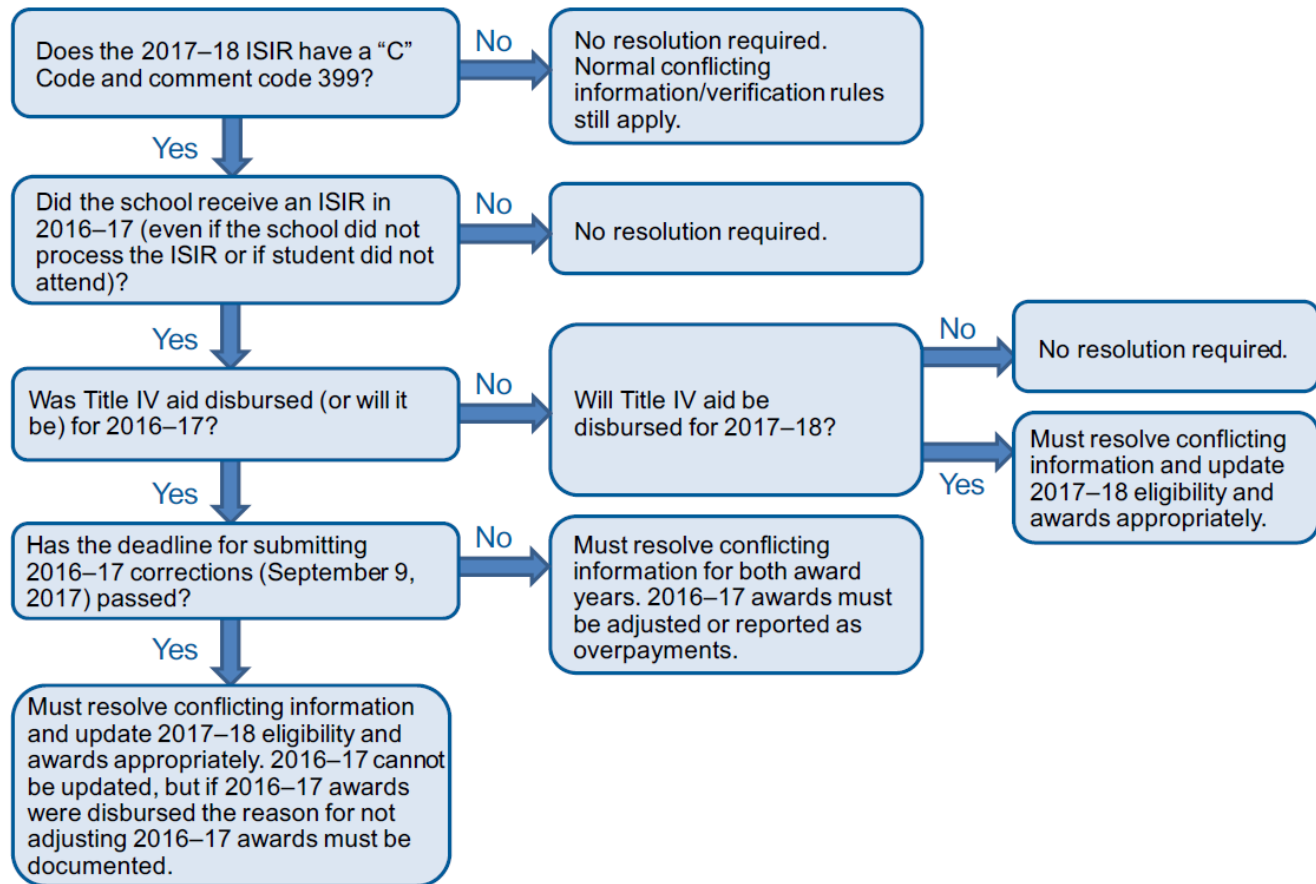 Does the 2017–18 ISIR have a “C”
Code and comment code 399?
No
No resolution required.
Normal conflicting
information/verification rules
still apply.
Yes
Did the school receive an ISIR in
2016–17 (even if the school did not
process the ISIR or if student did not
attend)?
No
No resolution required.
Yes
Was Title IV aid disbursed (or will it
be) for 2016–17?
No
Will Title IV aid be
disbursed for 2017–18?
No
No resolution required.
Yes
Must resolve conflicting
information and update
2017–18 eligibility and
awards appropriately.
Yes
Has the deadline for submitting
2016–17 corrections (September 9,
2017) passed?
No
Must resolve conflicting
information for both award
years. 2016–17 awards must
be adjusted or reported as
overpayments.
Yes
Must resolve conflicting information
and update 2017–18 eligibility and
awards appropriately. 2016–17 cannot
be updated, but if 2016–17 awards
were disbursed the reason for not
adjusting 2016–17 awards must be
documented.